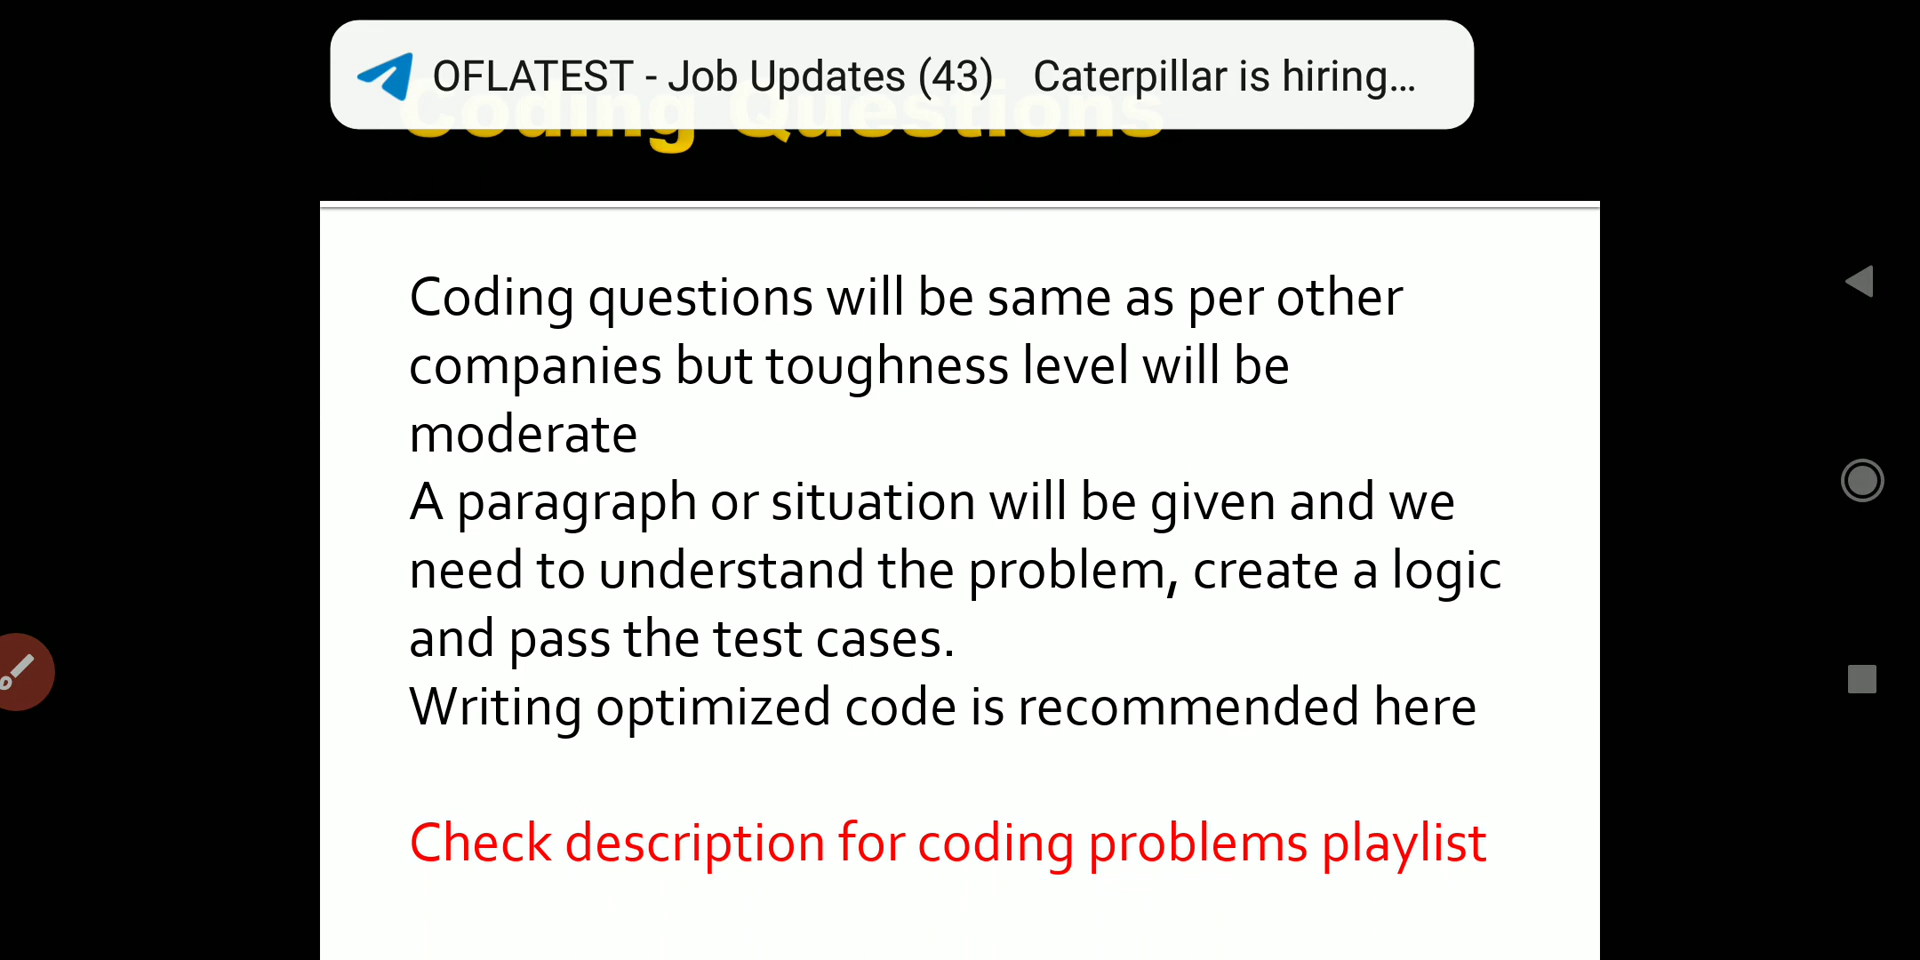 OFLATEST - Job Updates (43) Caterpillar is hiring...
Coding Questions
Coding questions will be same as per other
companies but toughness level will be
moderate
A paragraph or situation will be given and we
need to understand the problem, create a logic
and pass the test cases.
Writing optimized code is recommended here
Check description for coding problems playlist